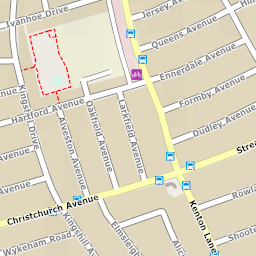 Ivanhoe Drive
Jersey Avenue
Queens Avenue
Ennerdale Avenue
Formby Avenue
Dudley Avenue
Hartford Avenue
Kingshill Drive
Alveston Avenue
Oakfield Avenue
Larkfield Avenue
Christchurch Avenue
Kenton Lane
Wykeham Road